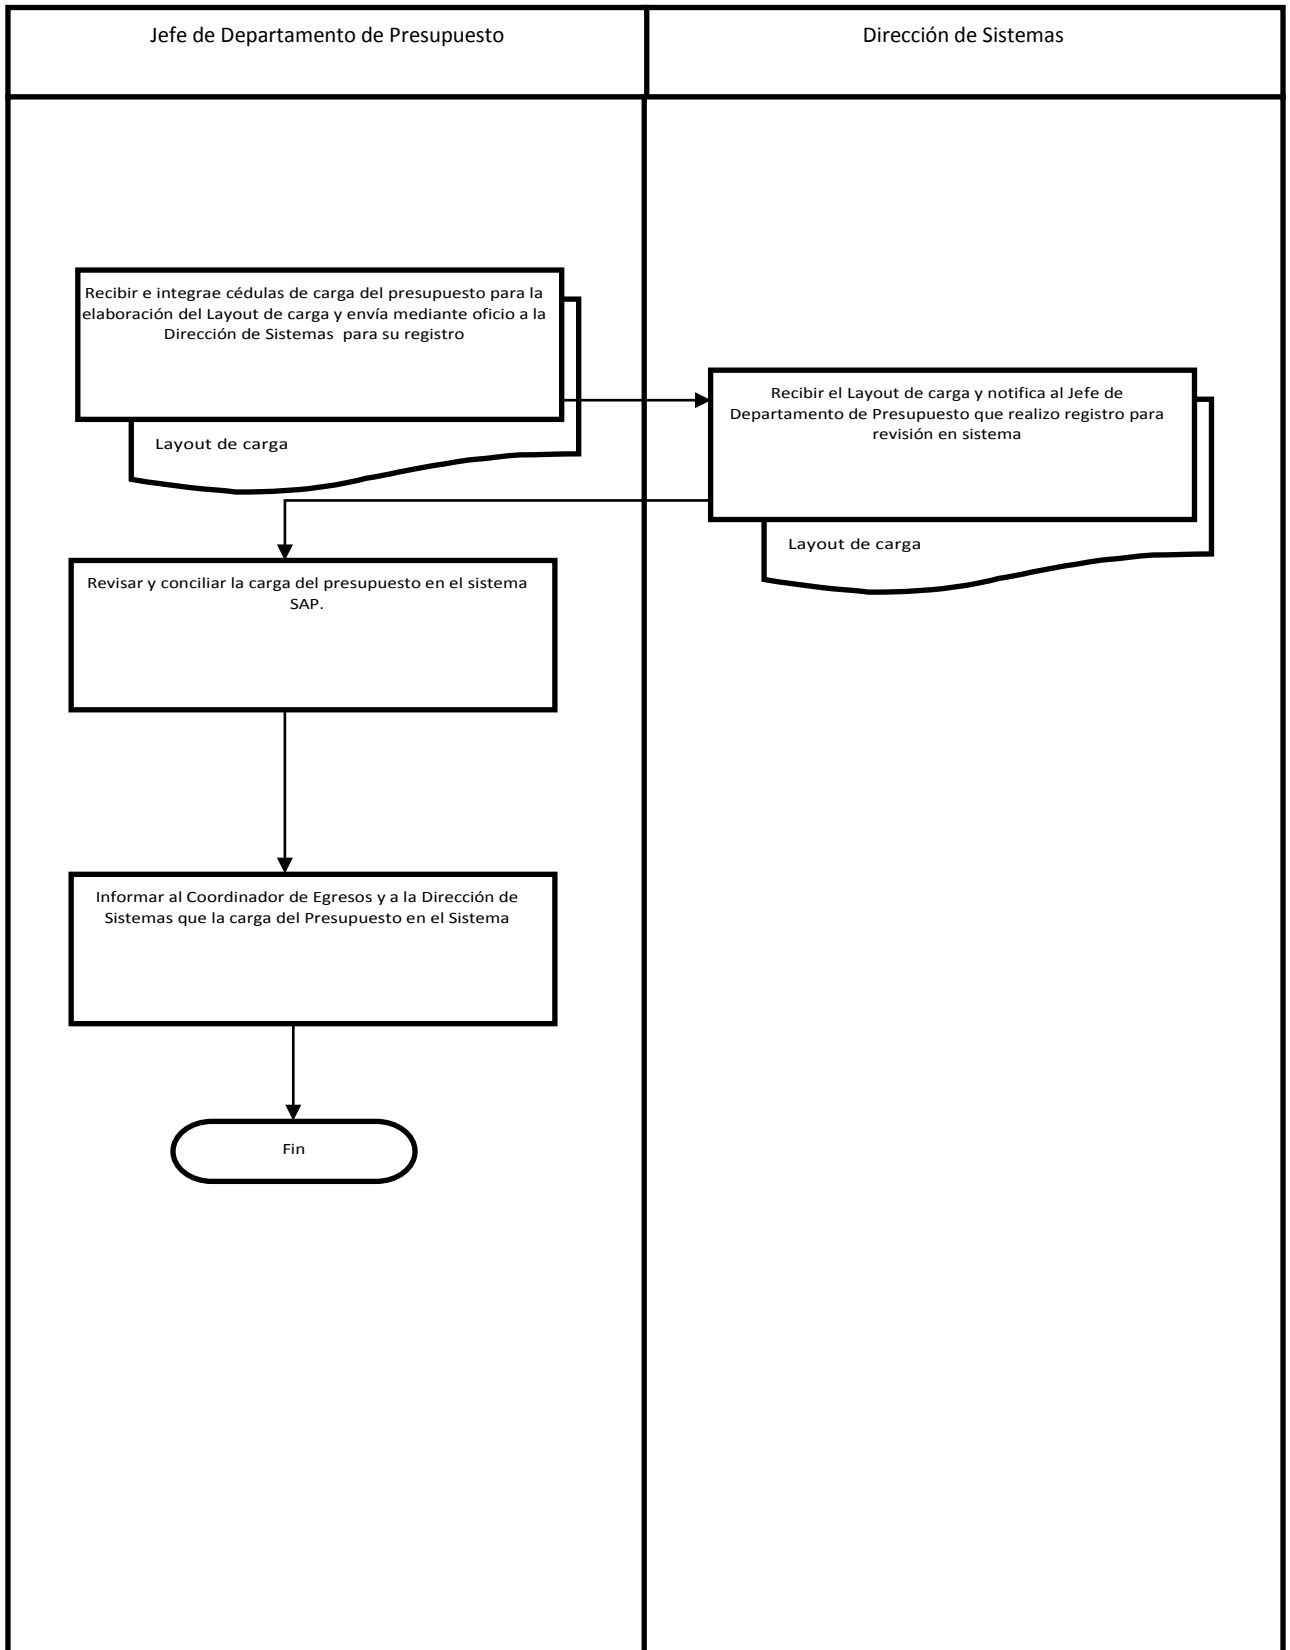 Jefe de Departamento de Presupuesto
Dirección de Sistemas
Recibir e integrae cédulas de carga del presupuesto para la
elaboración del Layout de carga y envía mediante oficio a la
Dirección de Sistemas para su registro
Layout de carga
Recibir el Layout de carga y notifica al Jefe de
Departamento de Presupuesto que realizo registro para
revisión en sistema
Layout de carga
Revisar y conciliar la carga del presupuesto en el sistema
SAP.
Informar al Coordinador de Egresos y a la Dirección de
Sistemas que la carga del Presupuesto en el Sistema
Fin